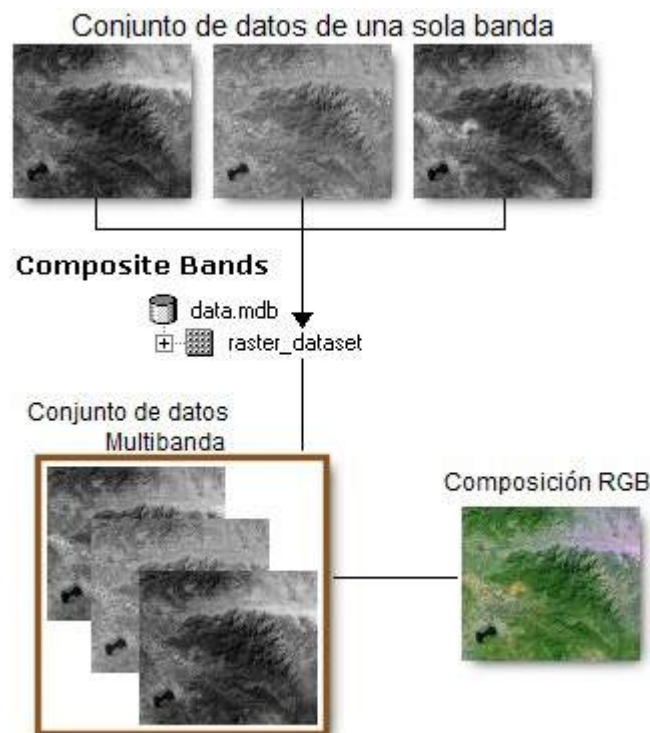 Conjunto de datos de una sola banda
Composite Bands
data.mdb
raster_dataset
Conjunto de datos
Multibanda
Composición RGB